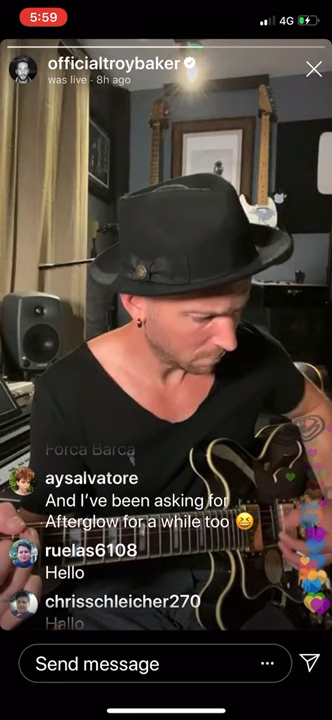 5:59
4G
officialtroybaker
was live · 8h ago
Forca Barca
aysalvatore
And I've been asking for
Afterglow for a while too 😆
ruelas6108
Hello
chrisschleicher270
Hallo
Send message